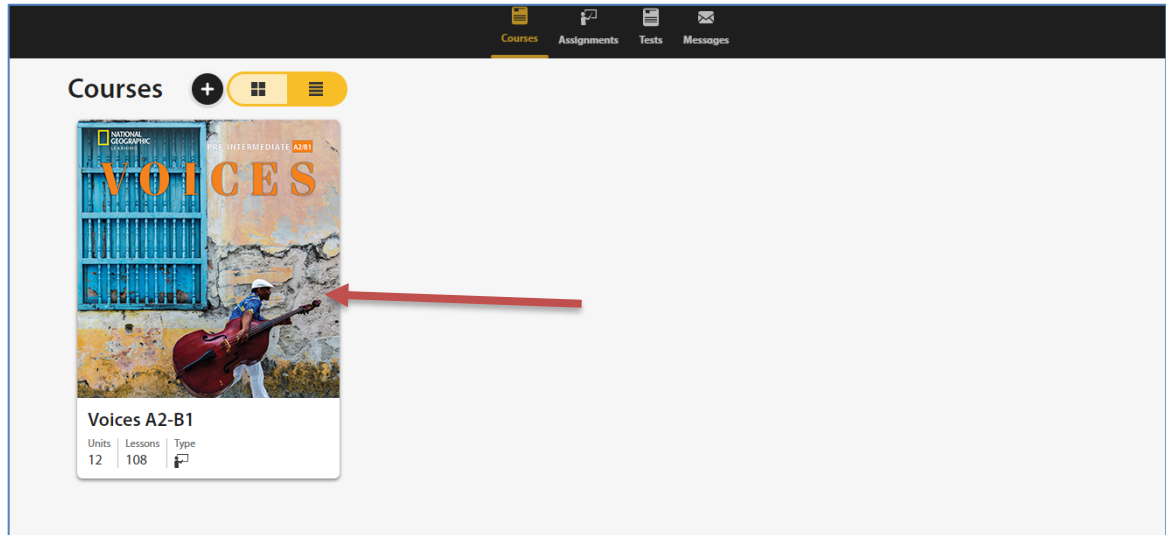 Courses Assignments Tests Messages
Courses
NATIONAL
GEOGRAPHIC
LEARNING
PRE-INTERMEDIATE A2/B1
VOICES
Voices A2-B1
Units Lessons Type
12 108